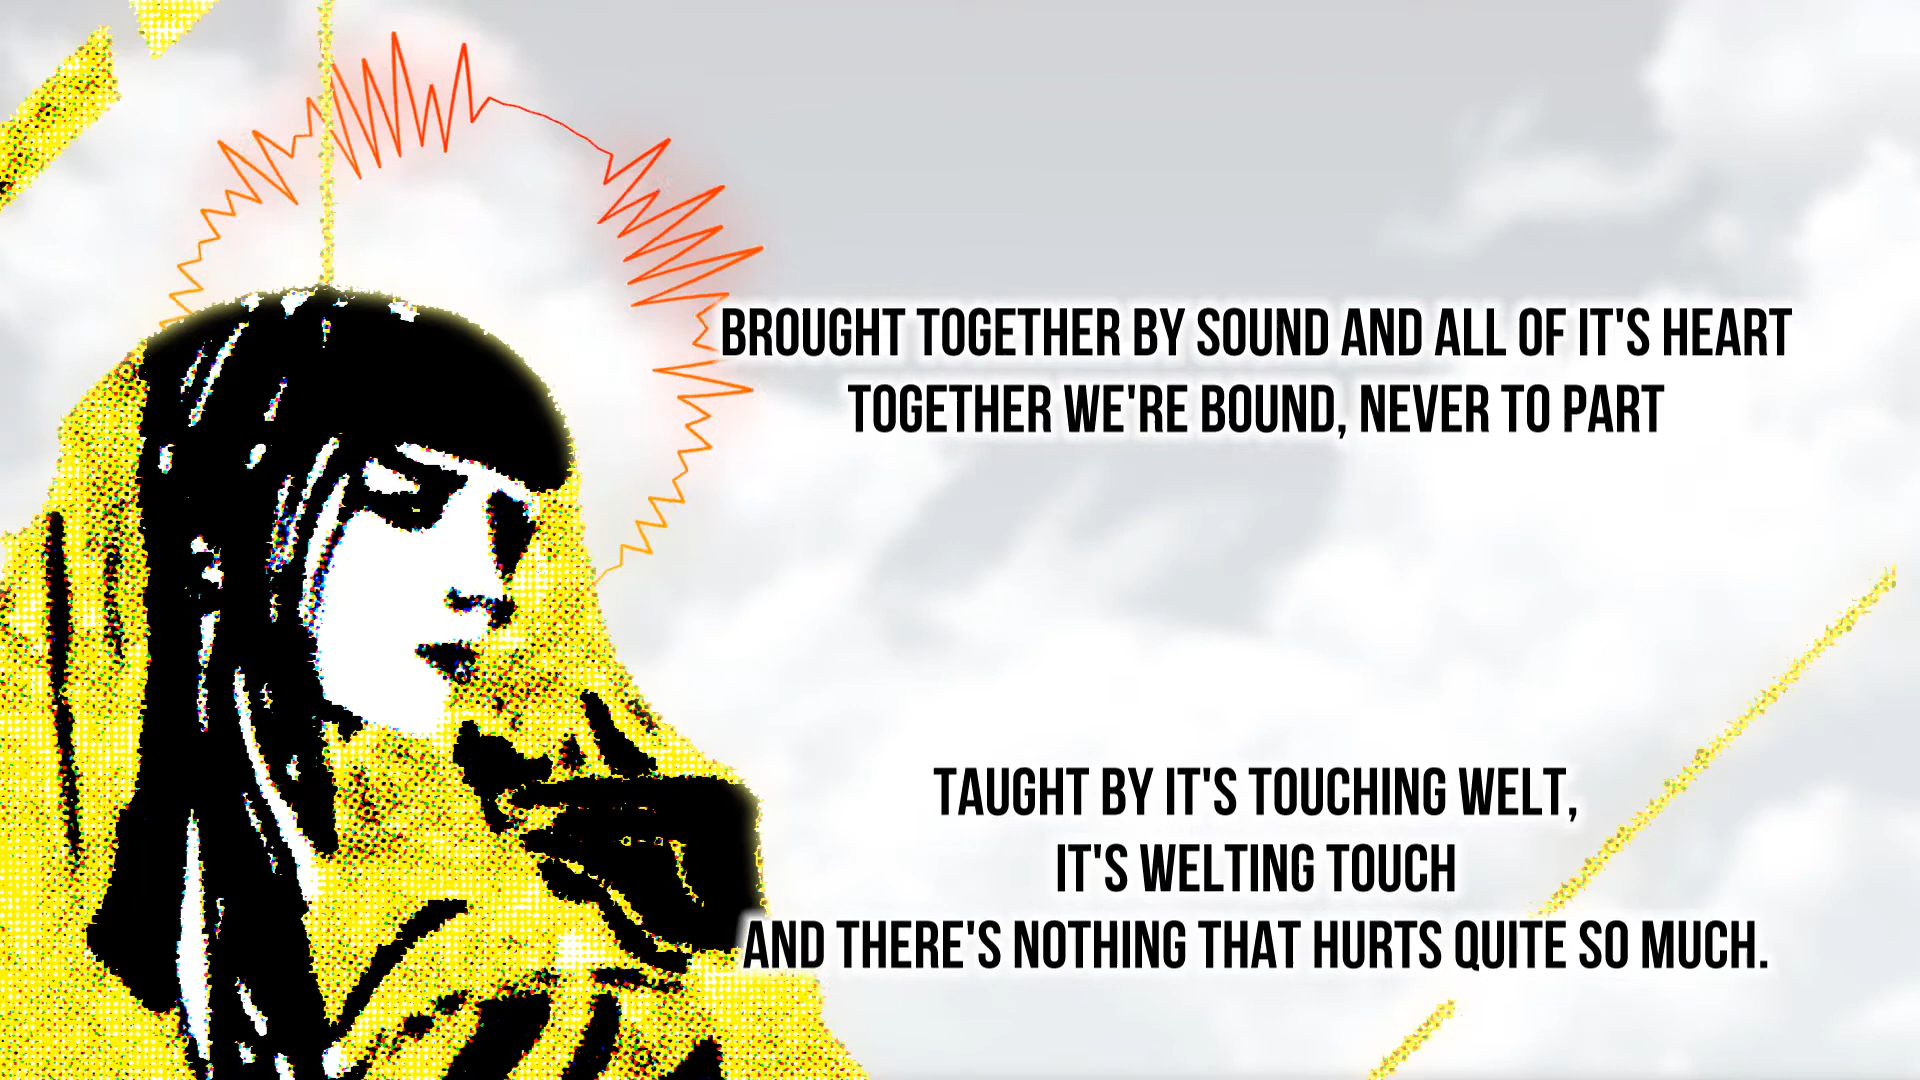 BROUGHT TOGETHER BY SOUND AND ALL OF IT'S HEART
TOGETHER WE'RE BOUND, NEVER TO PART
TAUGHT BY IT'S TOUCHING WELT,
IT'S WELTING TOUCH
AND THERE'S NOTHING THAT HURTS QUITE SO MUCH.